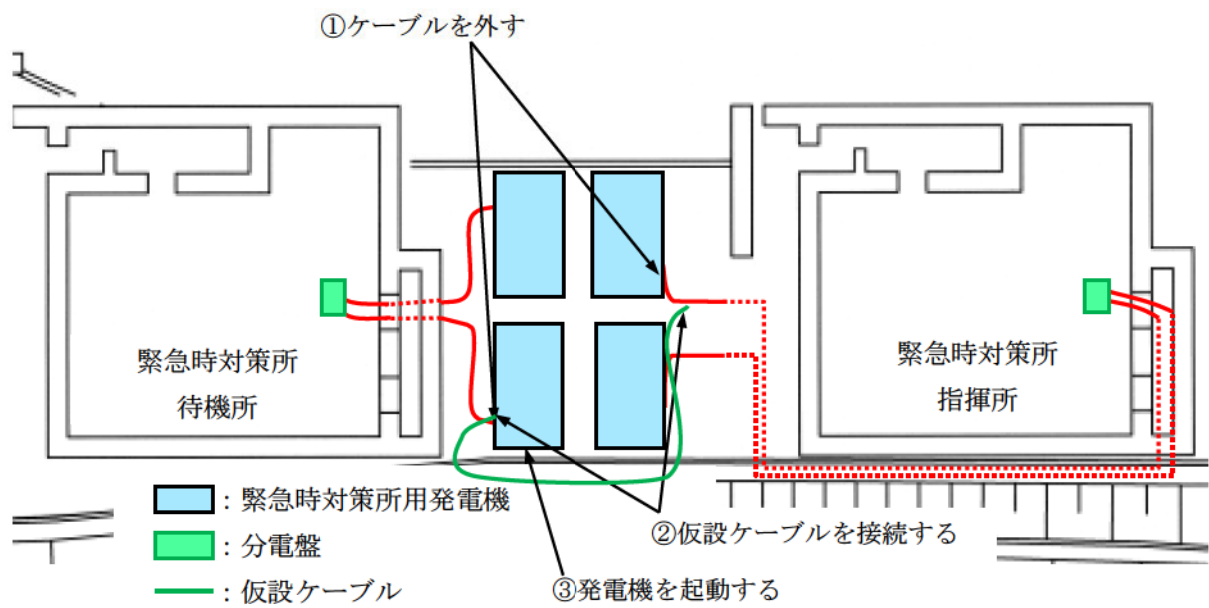 ①ケーブルを外す
緊急時対策所
待機所
緊急時対策所
指揮所
：緊急時対策所用発電機
：分電盤
：仮設ケーブル
②仮設ケーブルを接続する
③発電機を起動する